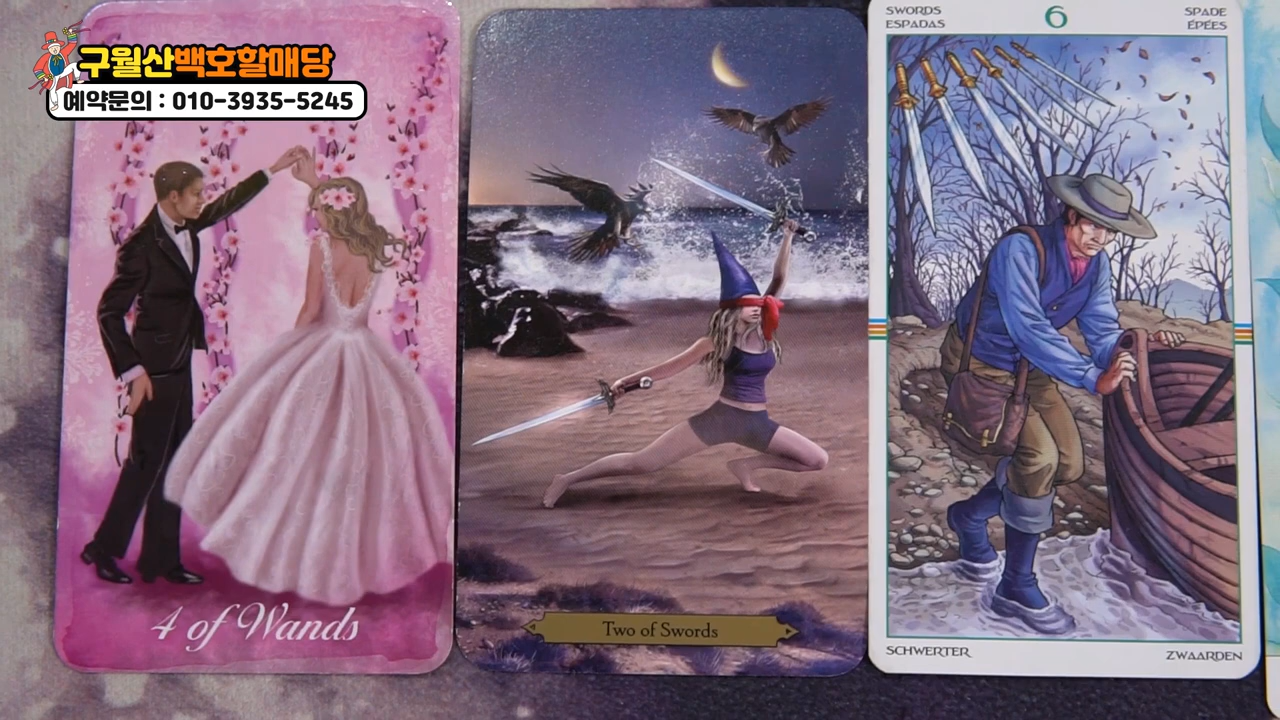 구월산백호할매당
예약문의 : 010-3935-5245
4 of Wands
Two of Swords
SWORDS
ESPADAS
6
SPADE
ÉPÉES
SCHWERTER
ZWAARDEN